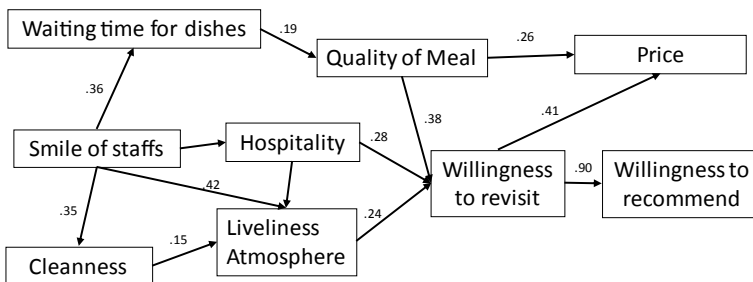 Waiting time for dishes
.19
Quality of Meal
.26
Price
.36
.38
.41
Smile of staffs
Hospitality
.28
Willingness
to revisit
.90
Willingness to
recommend
.35
.42
.24
Liveliness
Atmosphere
.15
Cleanness